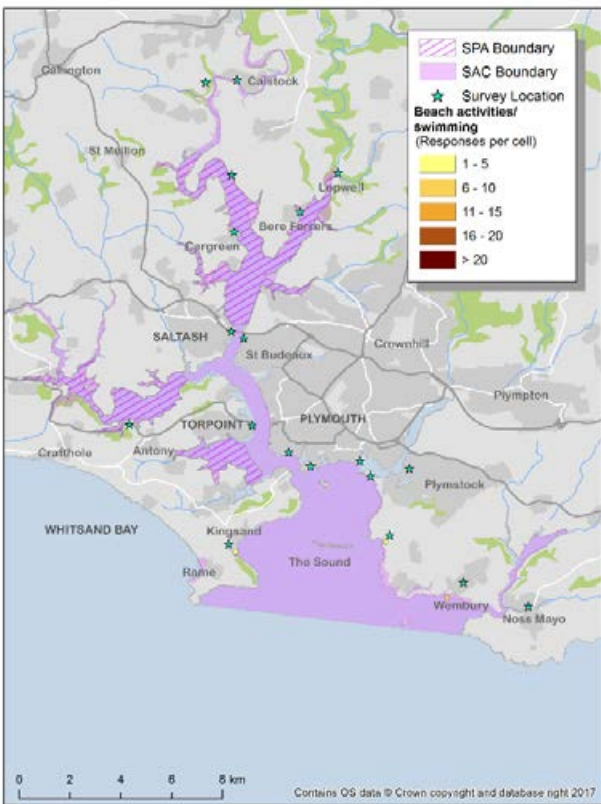 SPA Boundary
SAC Boundary
Survey Location
Beach activities/
swimming
(Responses per cell)
1 - 5
6 - 10
11 - 15
16 - 20
> 20
Callington
Calstock
St Mellion
Lopwell
Bere Ferrers
Cargreen
SALTASH
St Budeaux
Crownhill
Plympton
TORPOINT
PLYMOUTH
Crafthole
Antony
Plymstock
WHITSAND BAY
Kingsand
The Sound
Rame
Wembury
Noss Mayo
0 2 4 6 8 km
Contains OS data © Crown copyright and database right 2017